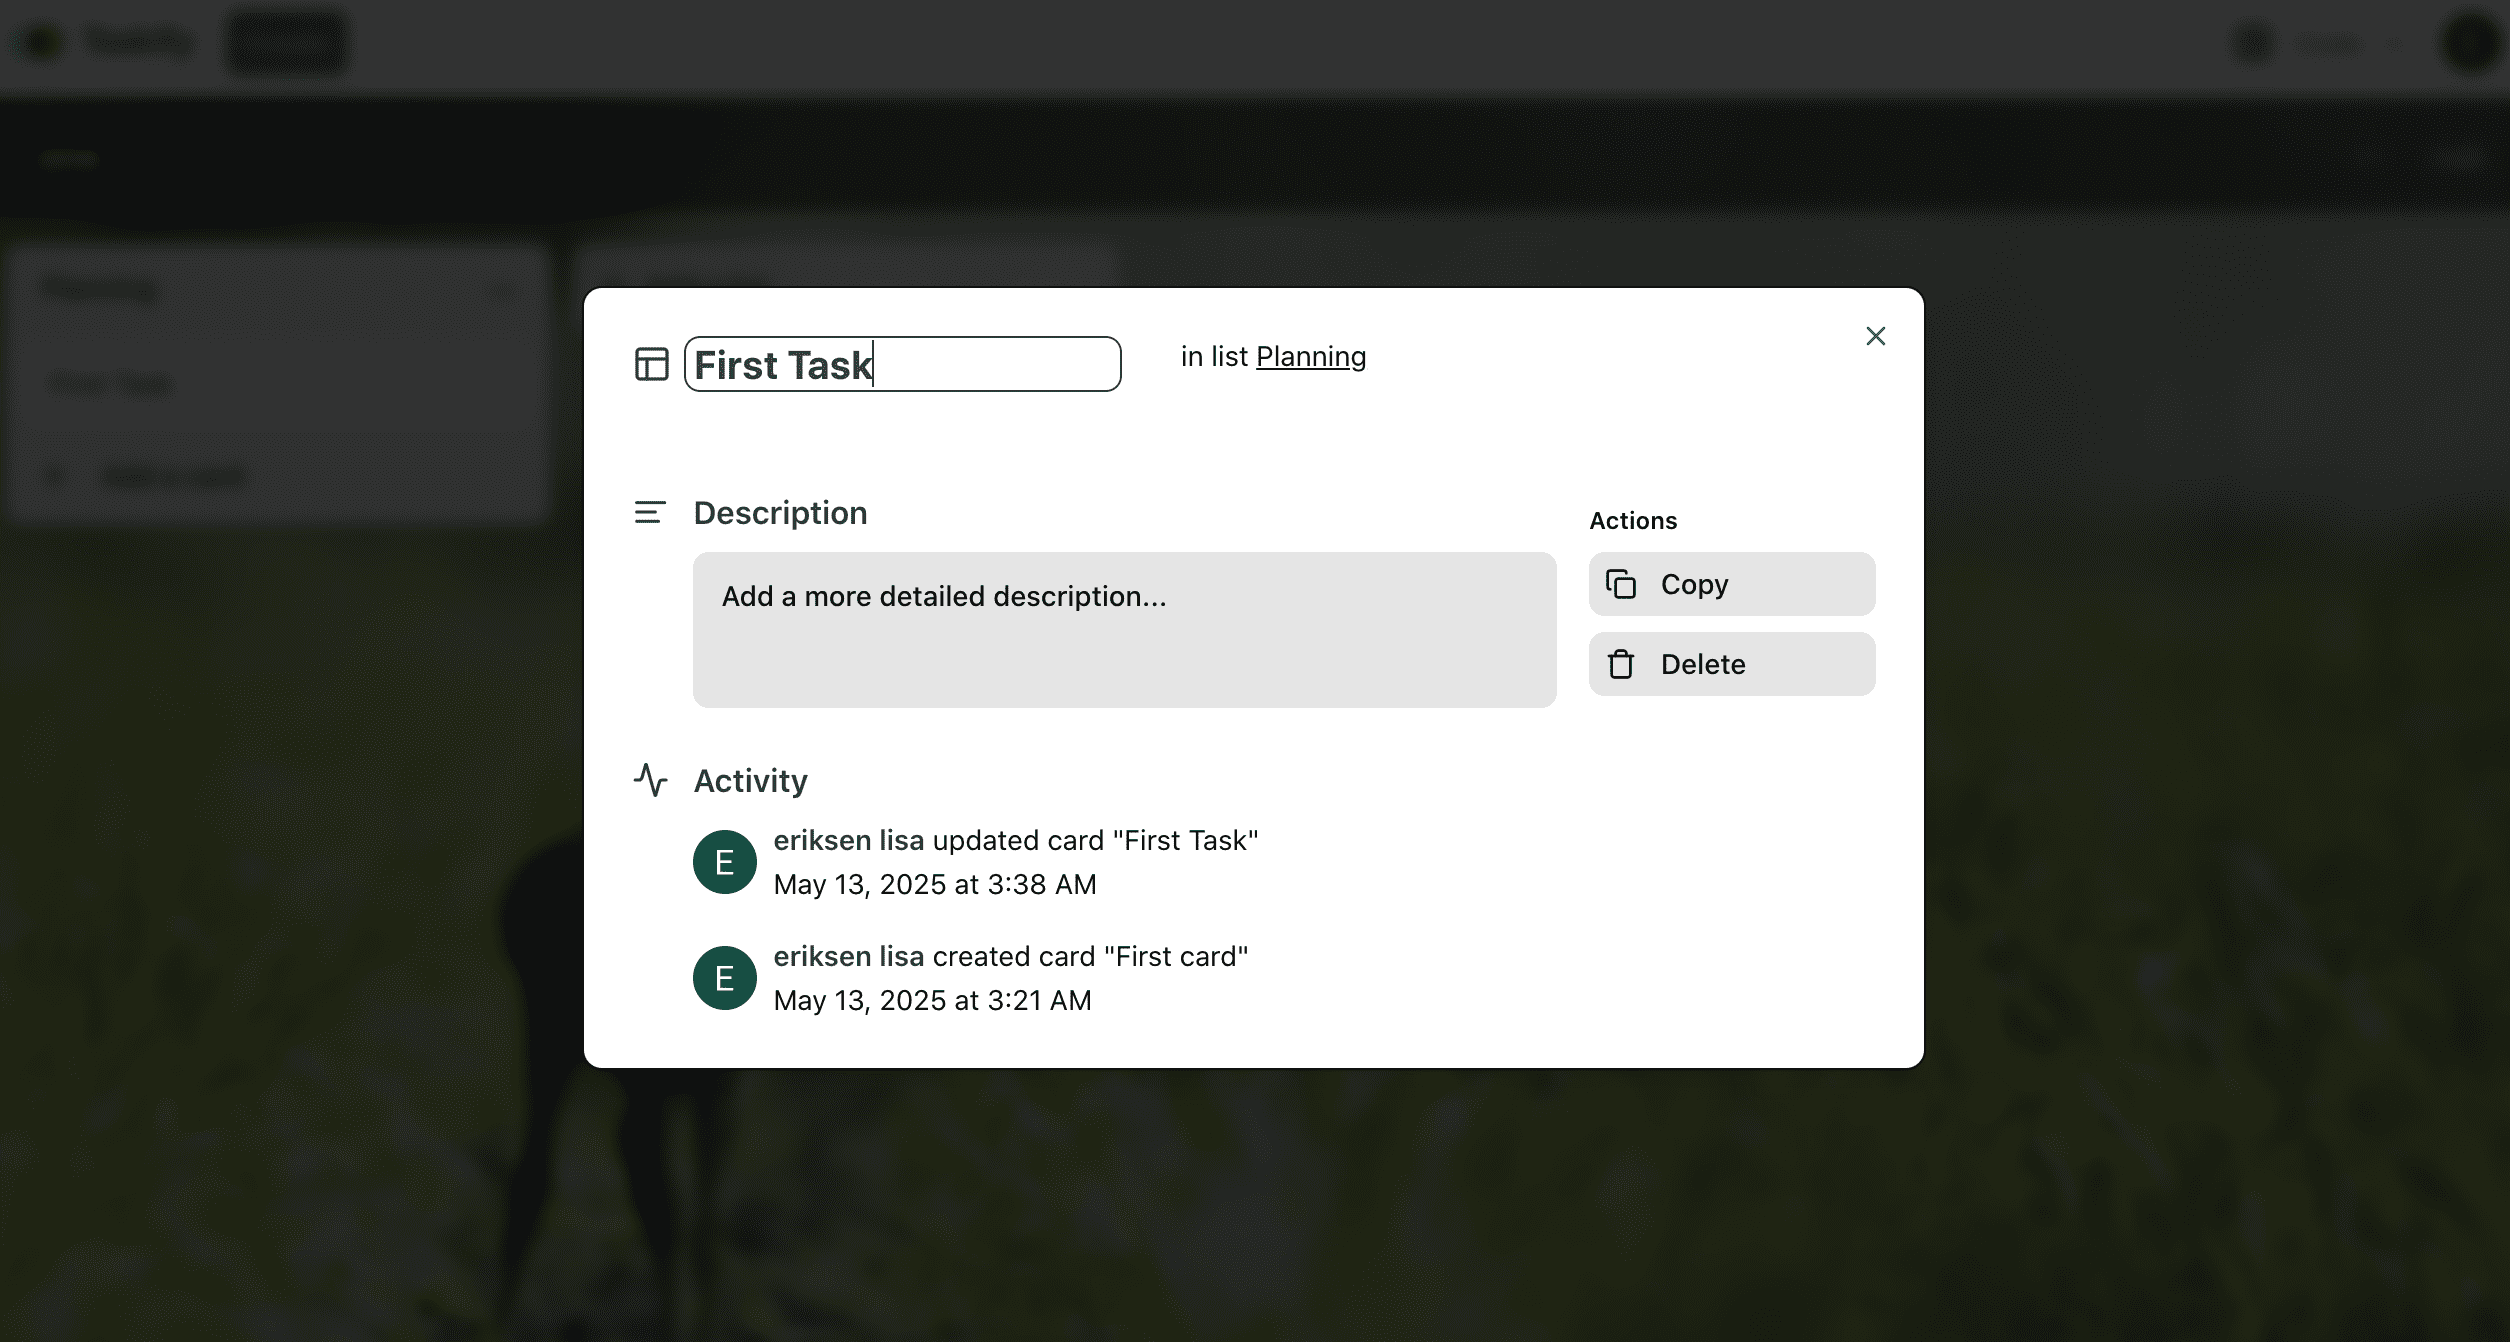 First Task
in list Planning
Description
Add a more detailed description...
Actions
Copy
Delete
Activity
E
eriksen lisa updated card "First Task"
May 13, 2025 at 3:38 AM
E
eriksen lisa created card "First card"
May 13, 2025 at 3:21 AM